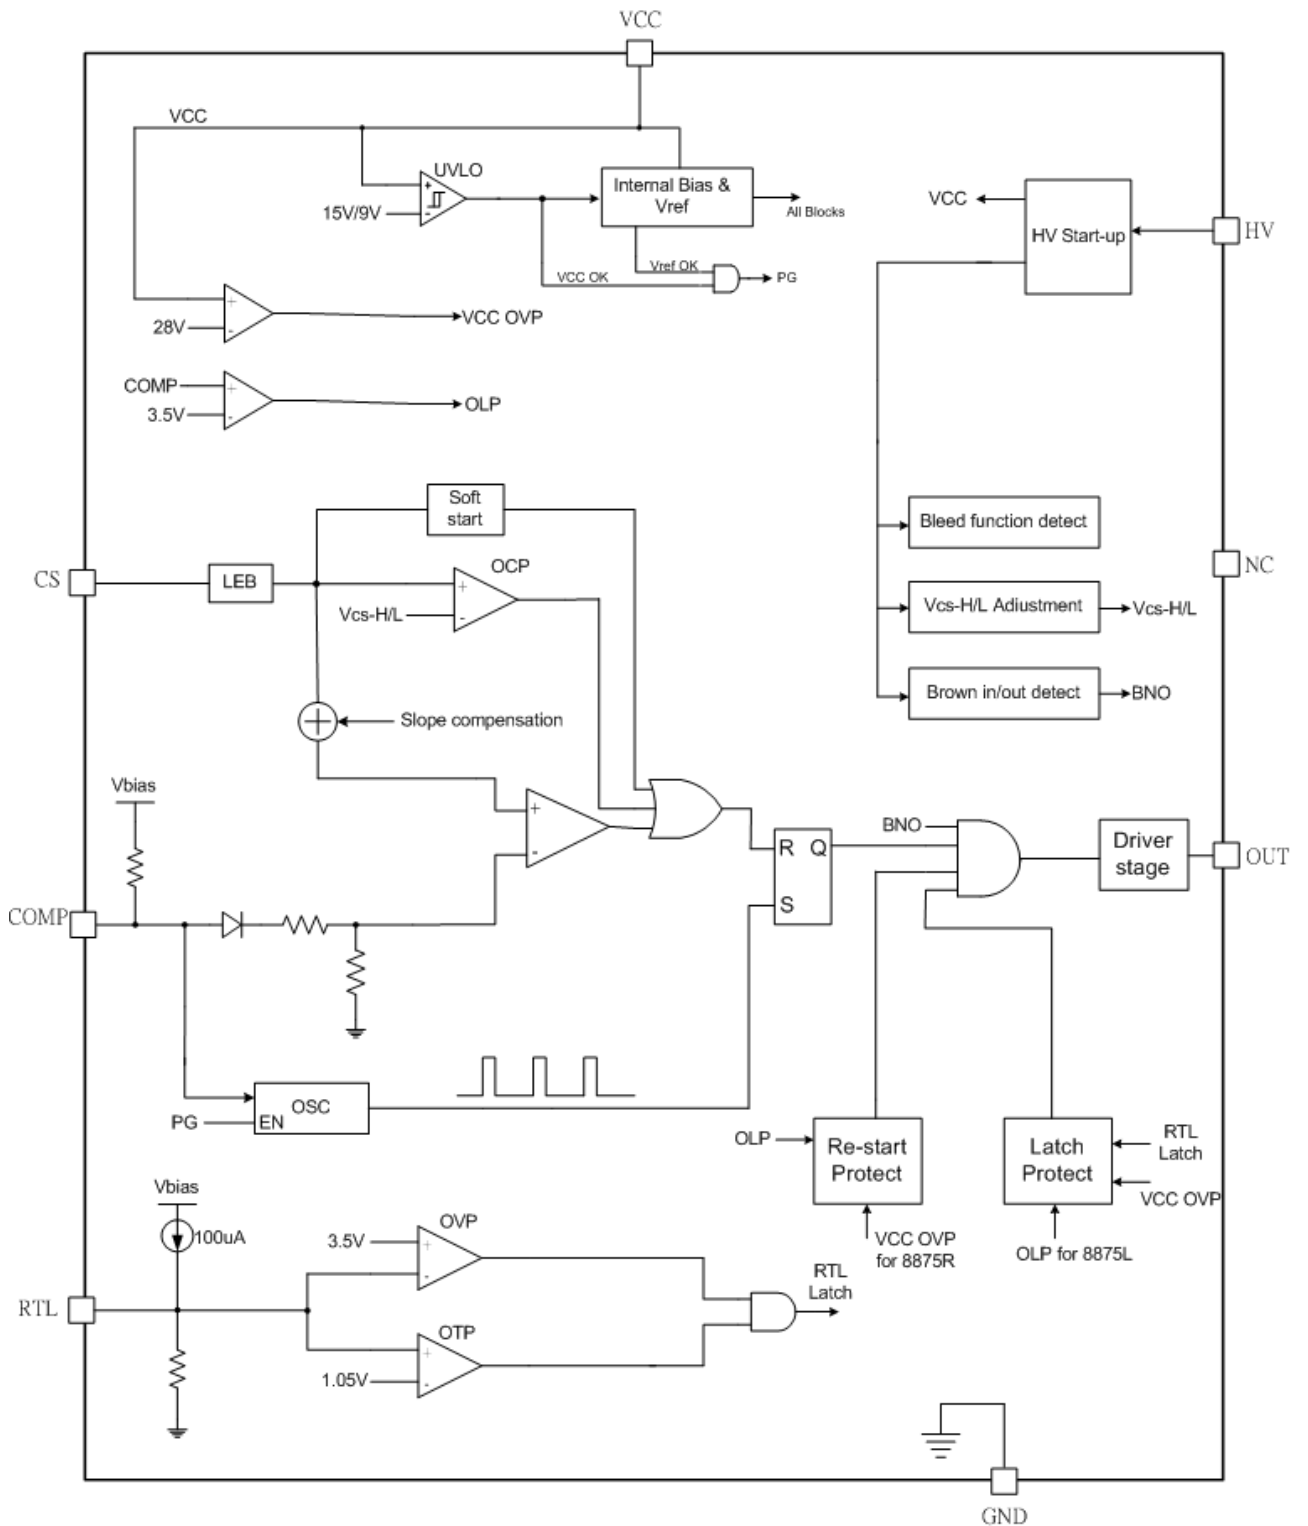 VCC
VCC
UVLO
+
-
15V/9V
Internal Bias &
Vref
All Blocks
Vref OK
VCC OK
PG
VCC
HV Start-up
HV
+
-
28V
VCC OVP
COMP
3.5V
+
-
OLP
Soft
start
Bleed function detect
CS
LEB
OCP
+
-
Vcs-H/L
NC
Vcs-H/L Adiustment
Vcs-H/L
Brown in/out detect
BNO
Slope compensation
Vbias
+
-
R
Q
S
BNO
Driver
stage
OUT
COMP
OSC
PG
EN
OLP
Re-start
Protect
VCC OVP
for 8875R
Latch
Protect
RTL
Latch
VCC OVP
OLP for 8875L
Vbias
100uA
RTL
OVP
3.5V
+
-
OTP
+
-
1.05V
RTL
Latch
GND